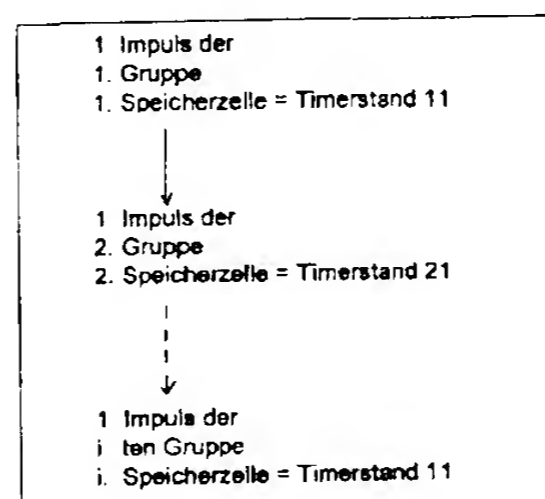 1 Impuls der
1. Gruppe
1. Speicherzelle = Timerstand 11
1 Impuls der
2. Gruppe
2. Speicherzelle = Timerstand 21
1 Impuls der
i ten Gruppe
i. Speicherzeile = Timerstand 11